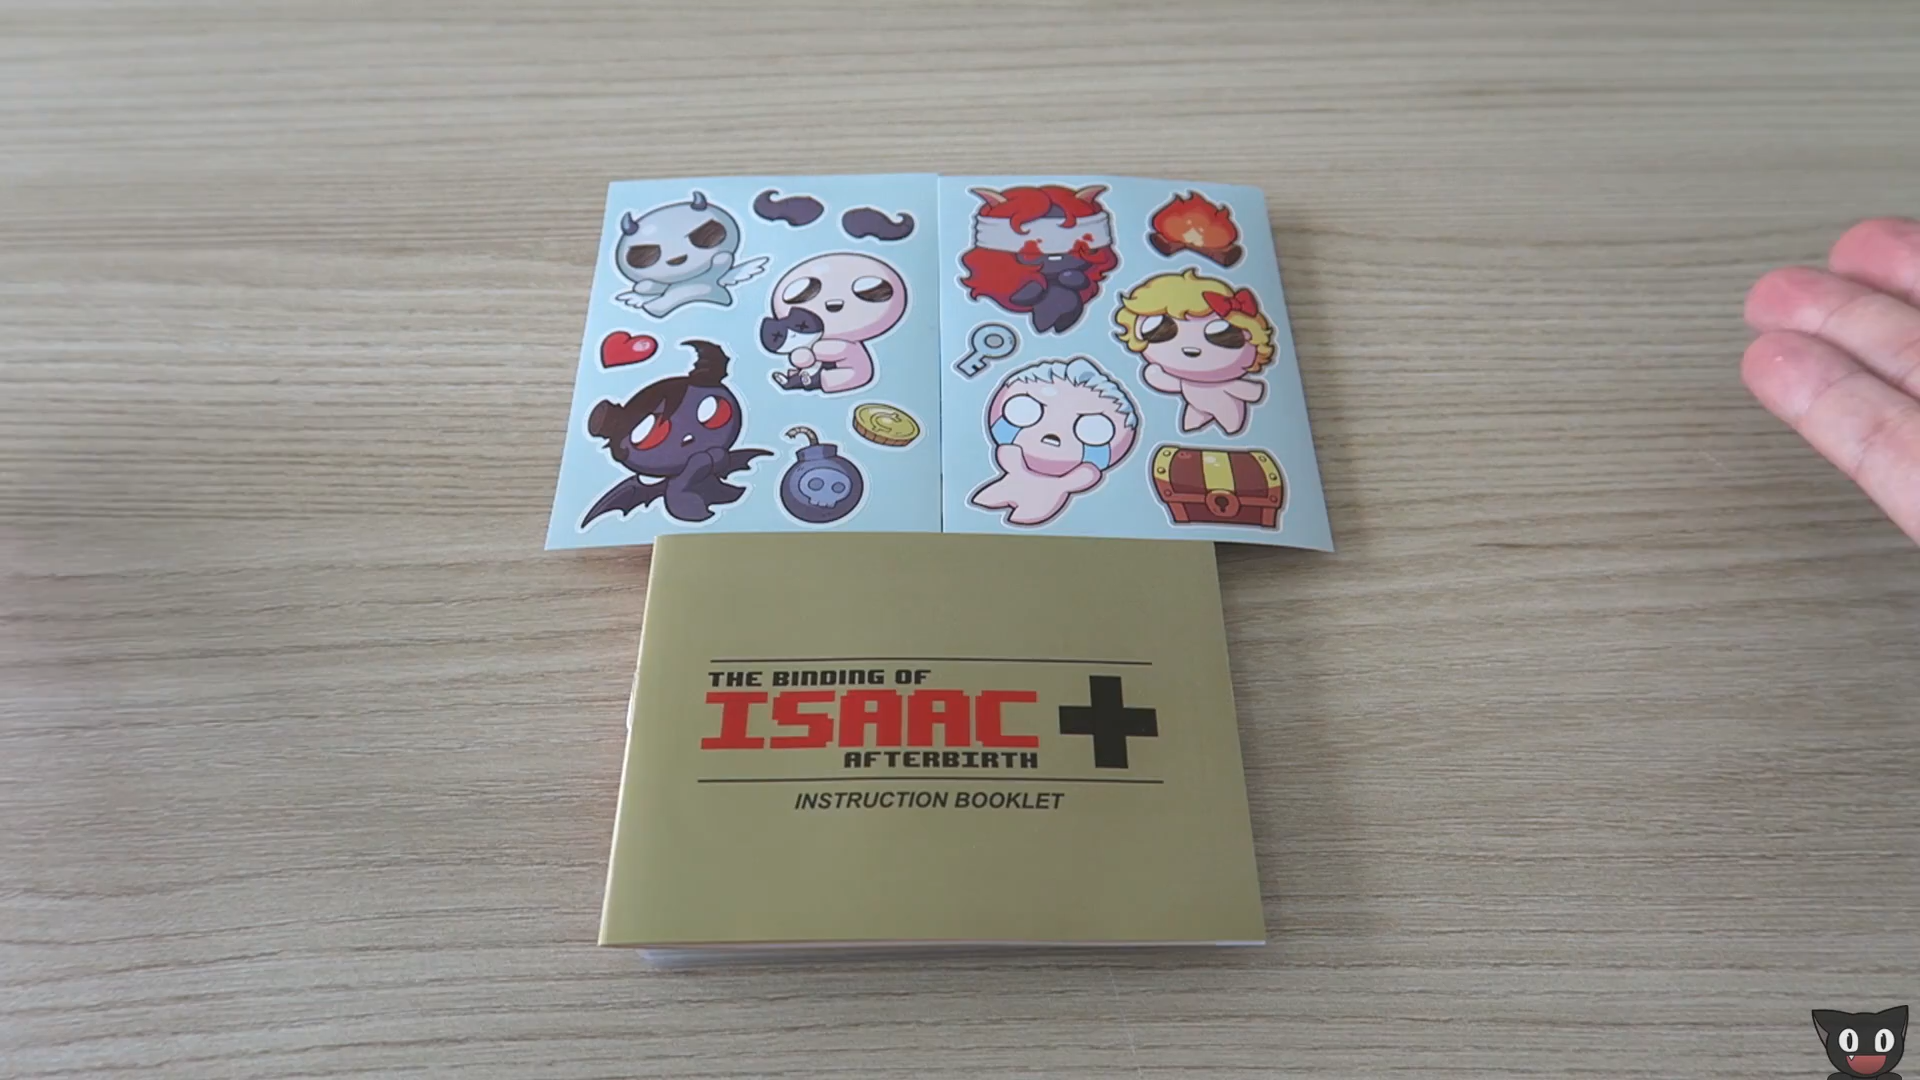 THE BINDING OF
ISAAC
AFTERBIRTH
INSTRUCTION BOOKLET